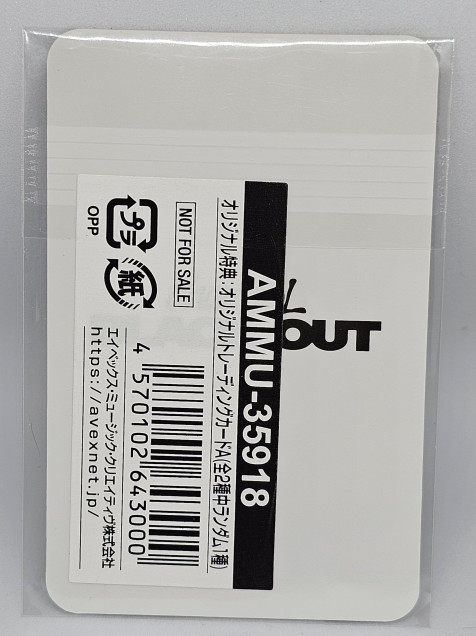 AMMU-35918
オリジナル特典:オリジナルトレーディングカードA(全2種中ランダム1種)
NOT FOR SALE
プラ
紙
OPP
4 570102 643000
エイベックス・ミュージック・クリエイティヴ株式会社
https://avexnet.jp/
OUT